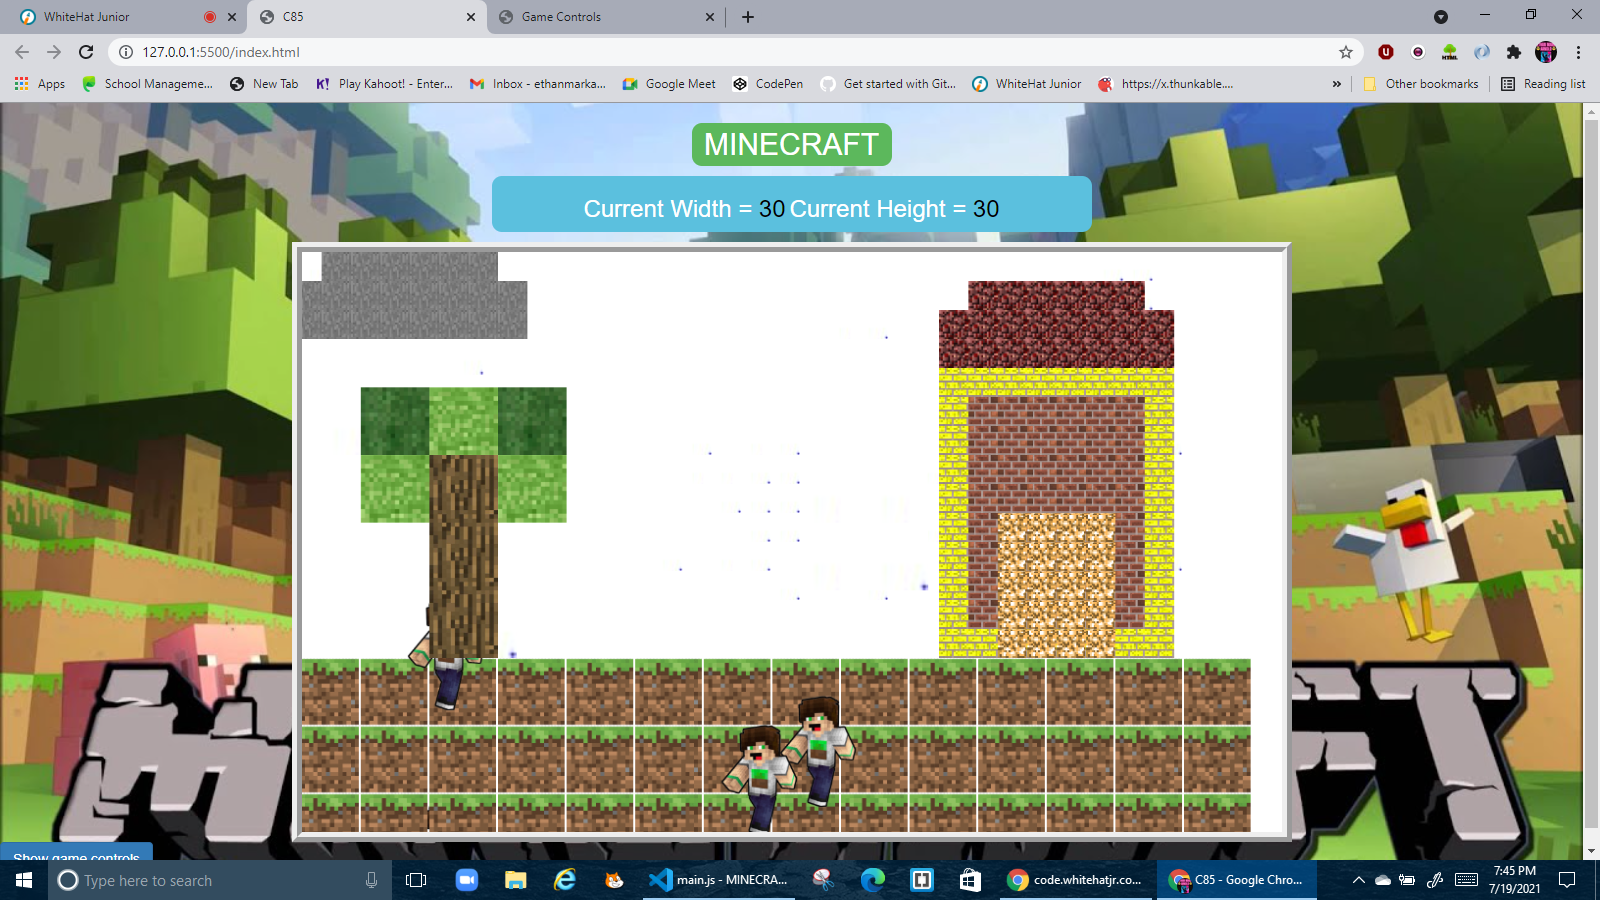 WhiteHat Junior
C85
Game Controls
127.0.0.1:5500/index.html
Apps
School Manageme...
New Tab
Play Kahoot! - Enter...
Inbox - ethanmarka...
Google Meet
CodePen
Get started with Git...
WhiteHat Junior
https://x.thunkable....
»
Other bookmarks
Reading list
MINECRAFT
Current Width = 30 Current Height = 30
Show game controls
Type here to search
main.js - MINECRA...
code.whitehatjr.co...
C85 - Google Chro...
7:45 PM
7/19/2021